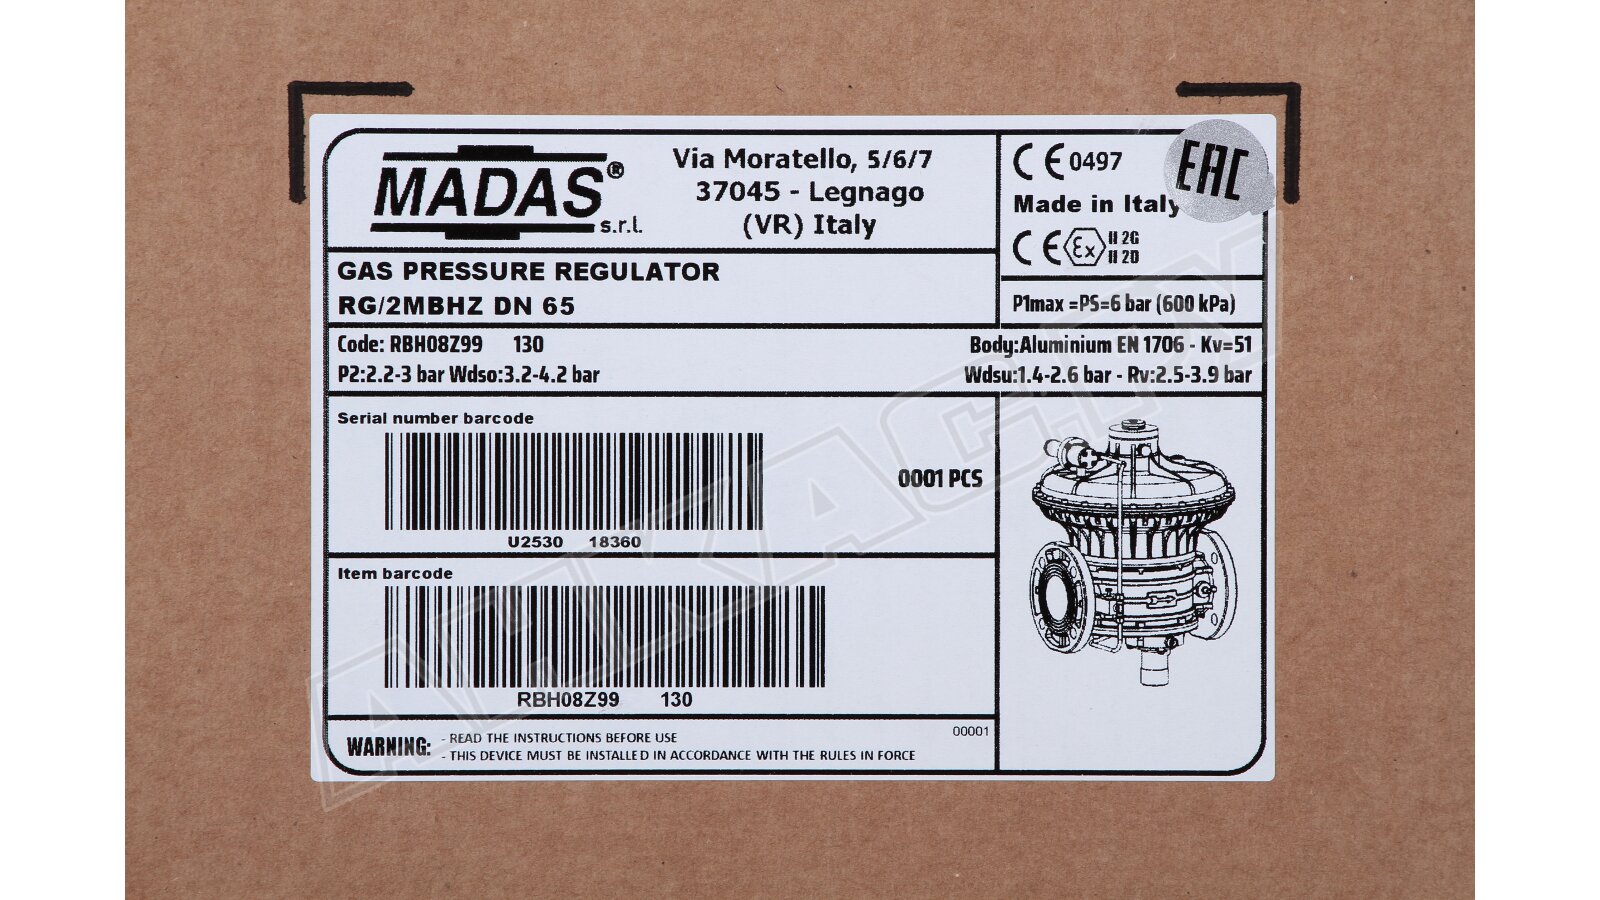 MADAS®
s.r.l.
Via Moratello, 5/6/7
37045 - Legnago
(VR) Italy
CE 0497
EAC
Made in Italy
CE Ex II 2G
II 2D
GAS PRESSURE REGULATOR
RG/2MBHZ DN 65
P1max =PS=6 bar (600 kPa)
Code: RBH08Z99 130
Body:Aluminium EN 1706 - Kv=51
P2:2.2-3 bar Wdso:3.2-4.2 bar
Wdsu:1.4-2.6 bar - Rv:2.5-3.9 bar
Serial number barcode
0001 PCS
U2530 18360
Item barcode
RBH08Z99 130
WARNING:
- READ THE INSTRUCTIONS BEFORE USE
- THIS DEVICE MUST BE INSTALLED IN ACCORDANCE WITH THE RULES IN FORCE
00001